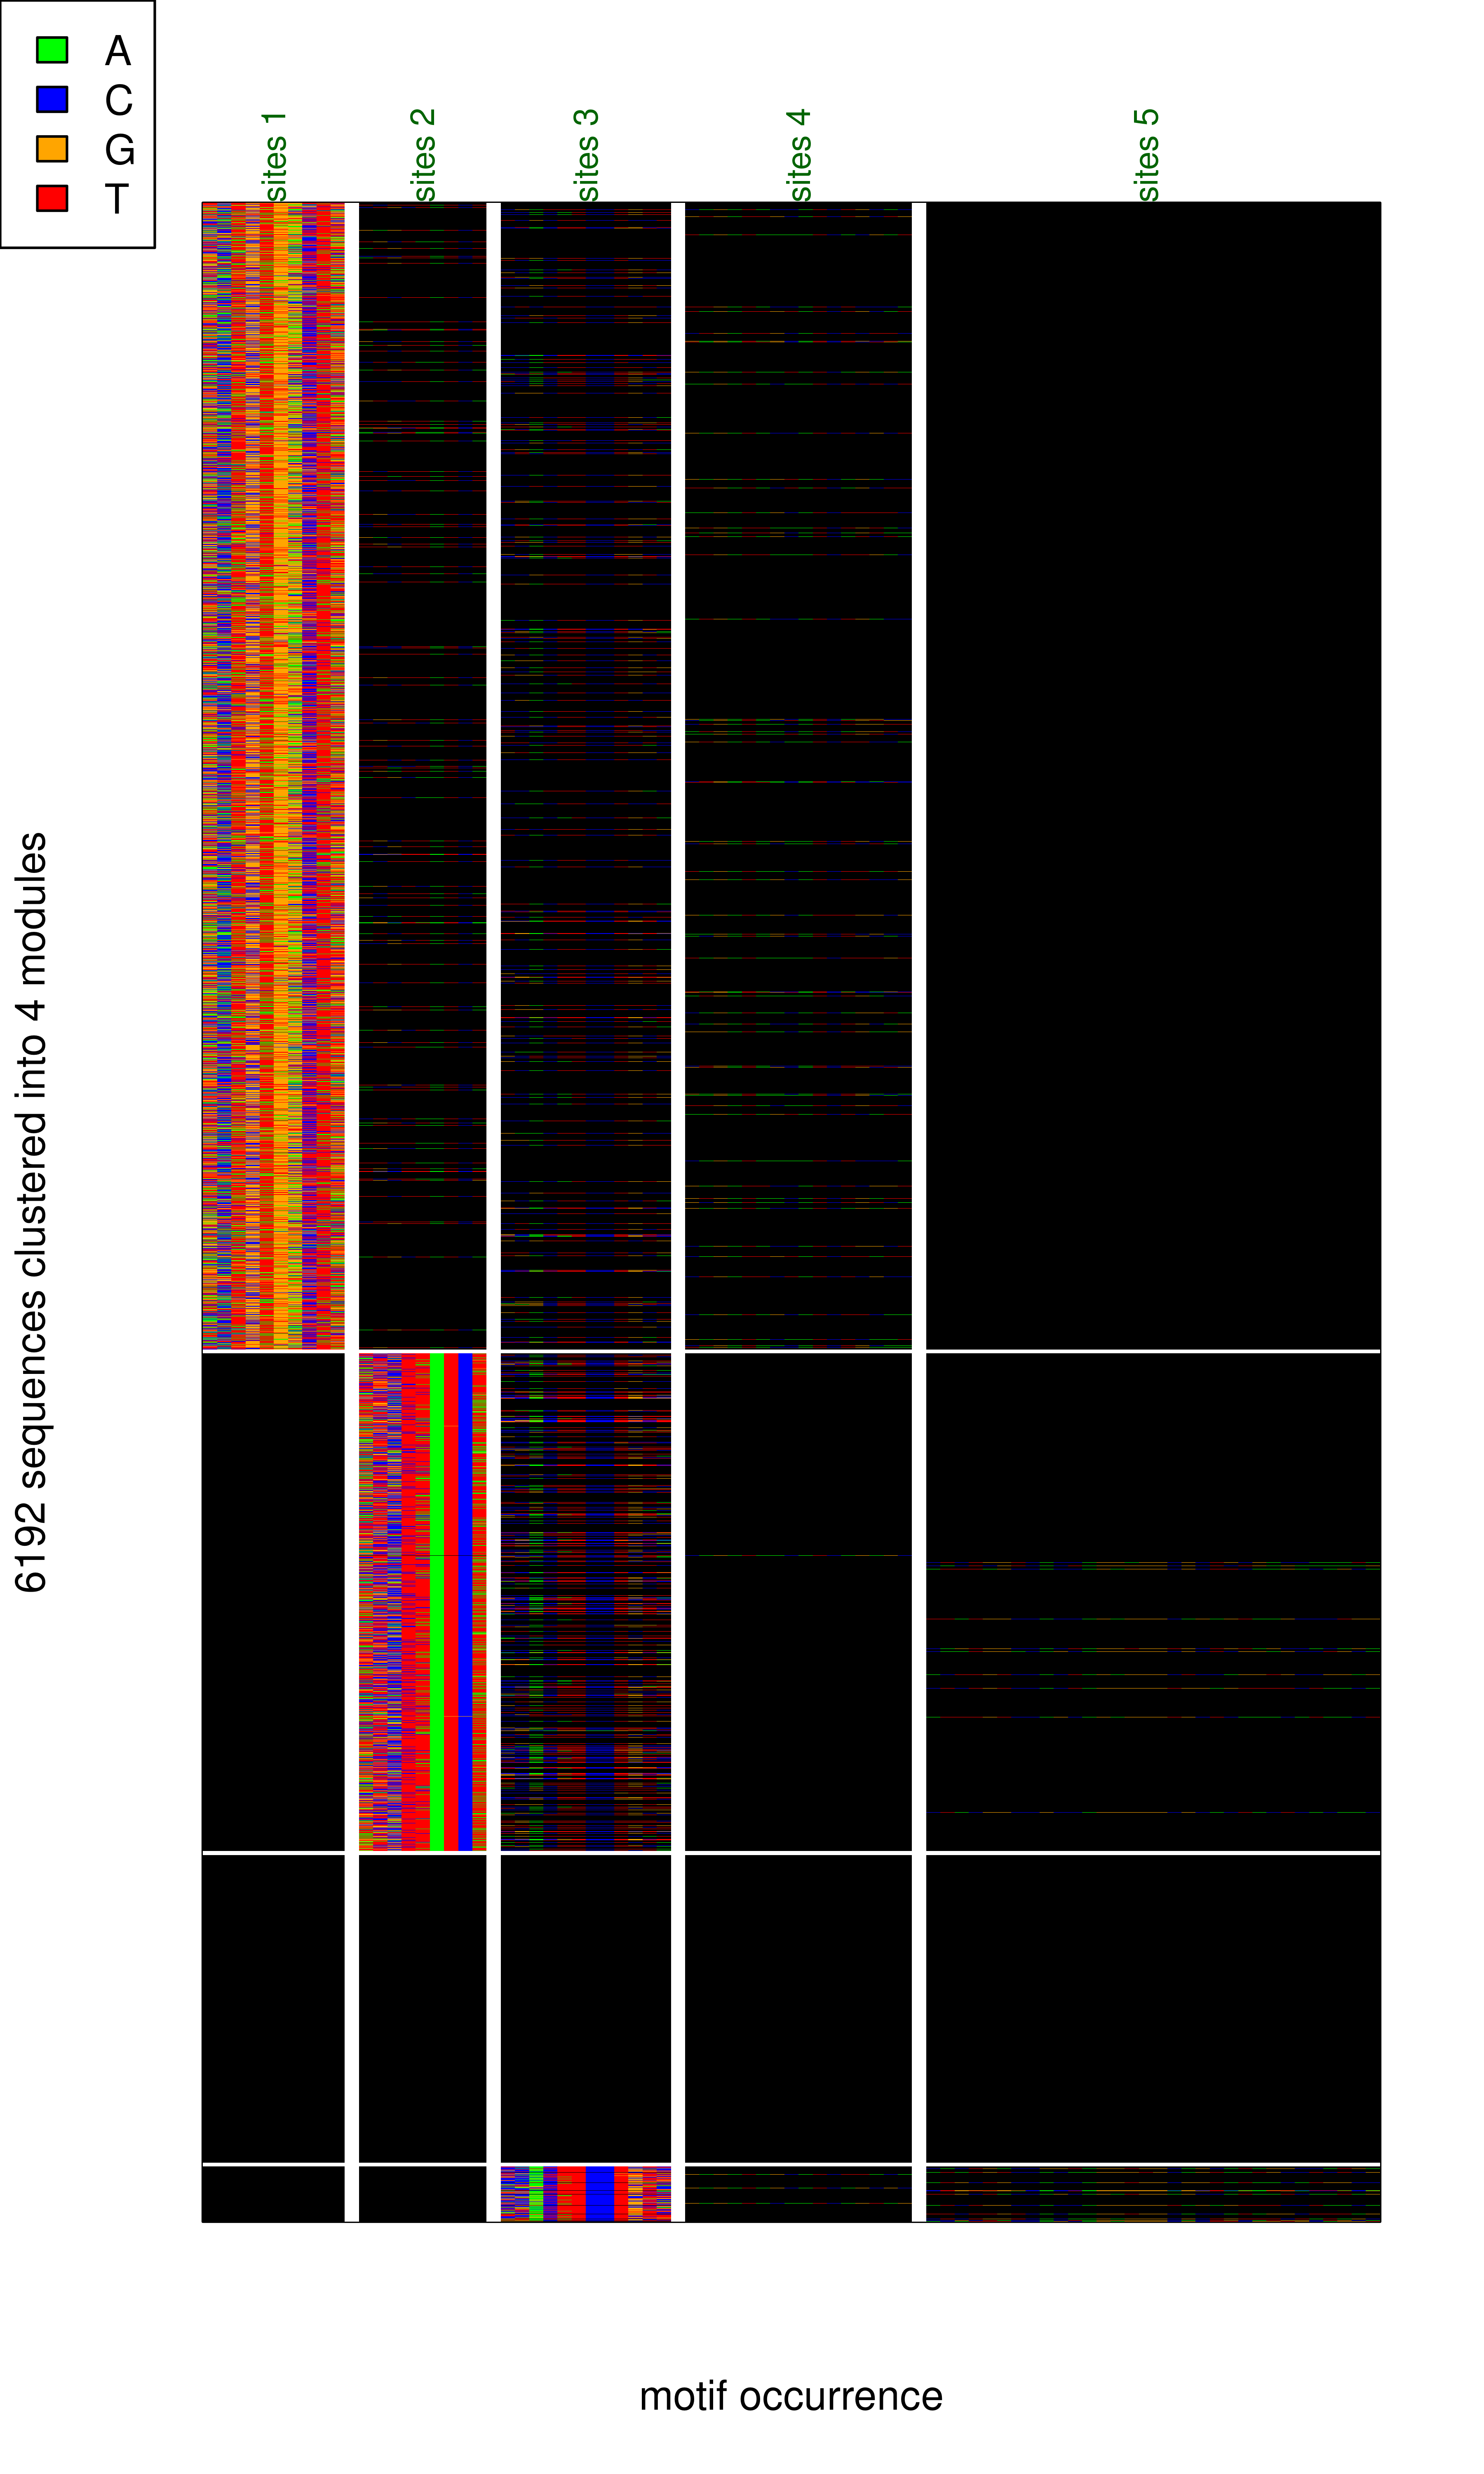 A
C
G
T
sites 1
sites 2
sites 3
sites 4
sites 5
6192 sequences clustered into 4 modules
motif occurrence